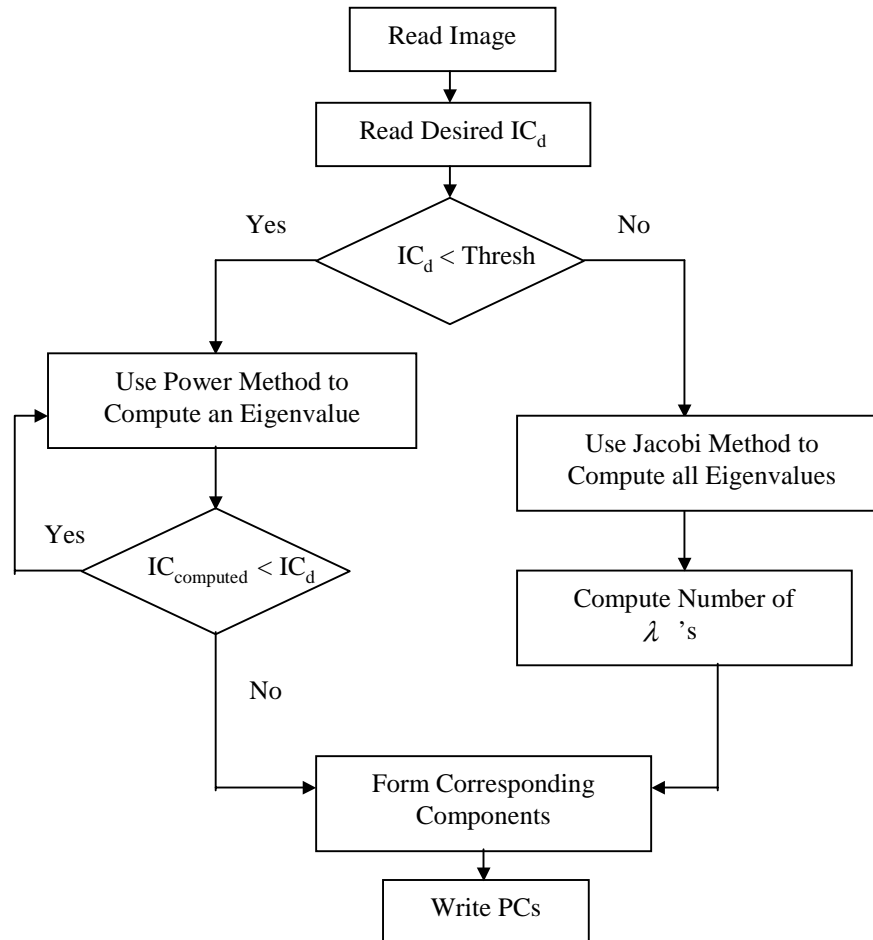 Read Image
Read Desired IC_d
Yes
No
IC_d < Thresh
Use Power Method to
Compute an Eigenvalue
Use Jacobi Method to
Compute all Eigenvalues
Yes
IC_computed < IC_d
Compute Number of
λ 's
No
Form Corresponding
Components
Write PCs